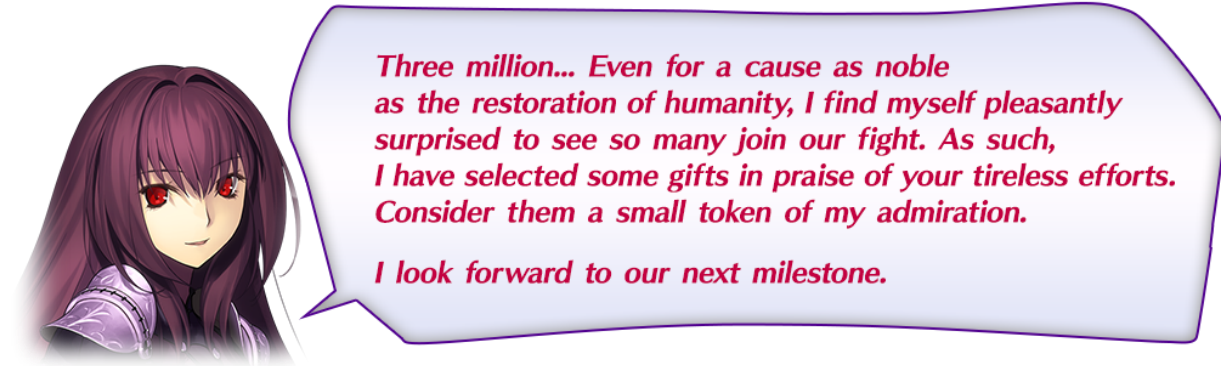 Three million... Even for a cause as noble
as the restoration of humanity, I find myself pleasantly
surprised to see so many join our fight. As such,
I have selected some gifts in praise of your tireless efforts.
Consider them a small token of my admiration.
I look forward to our next milestone.